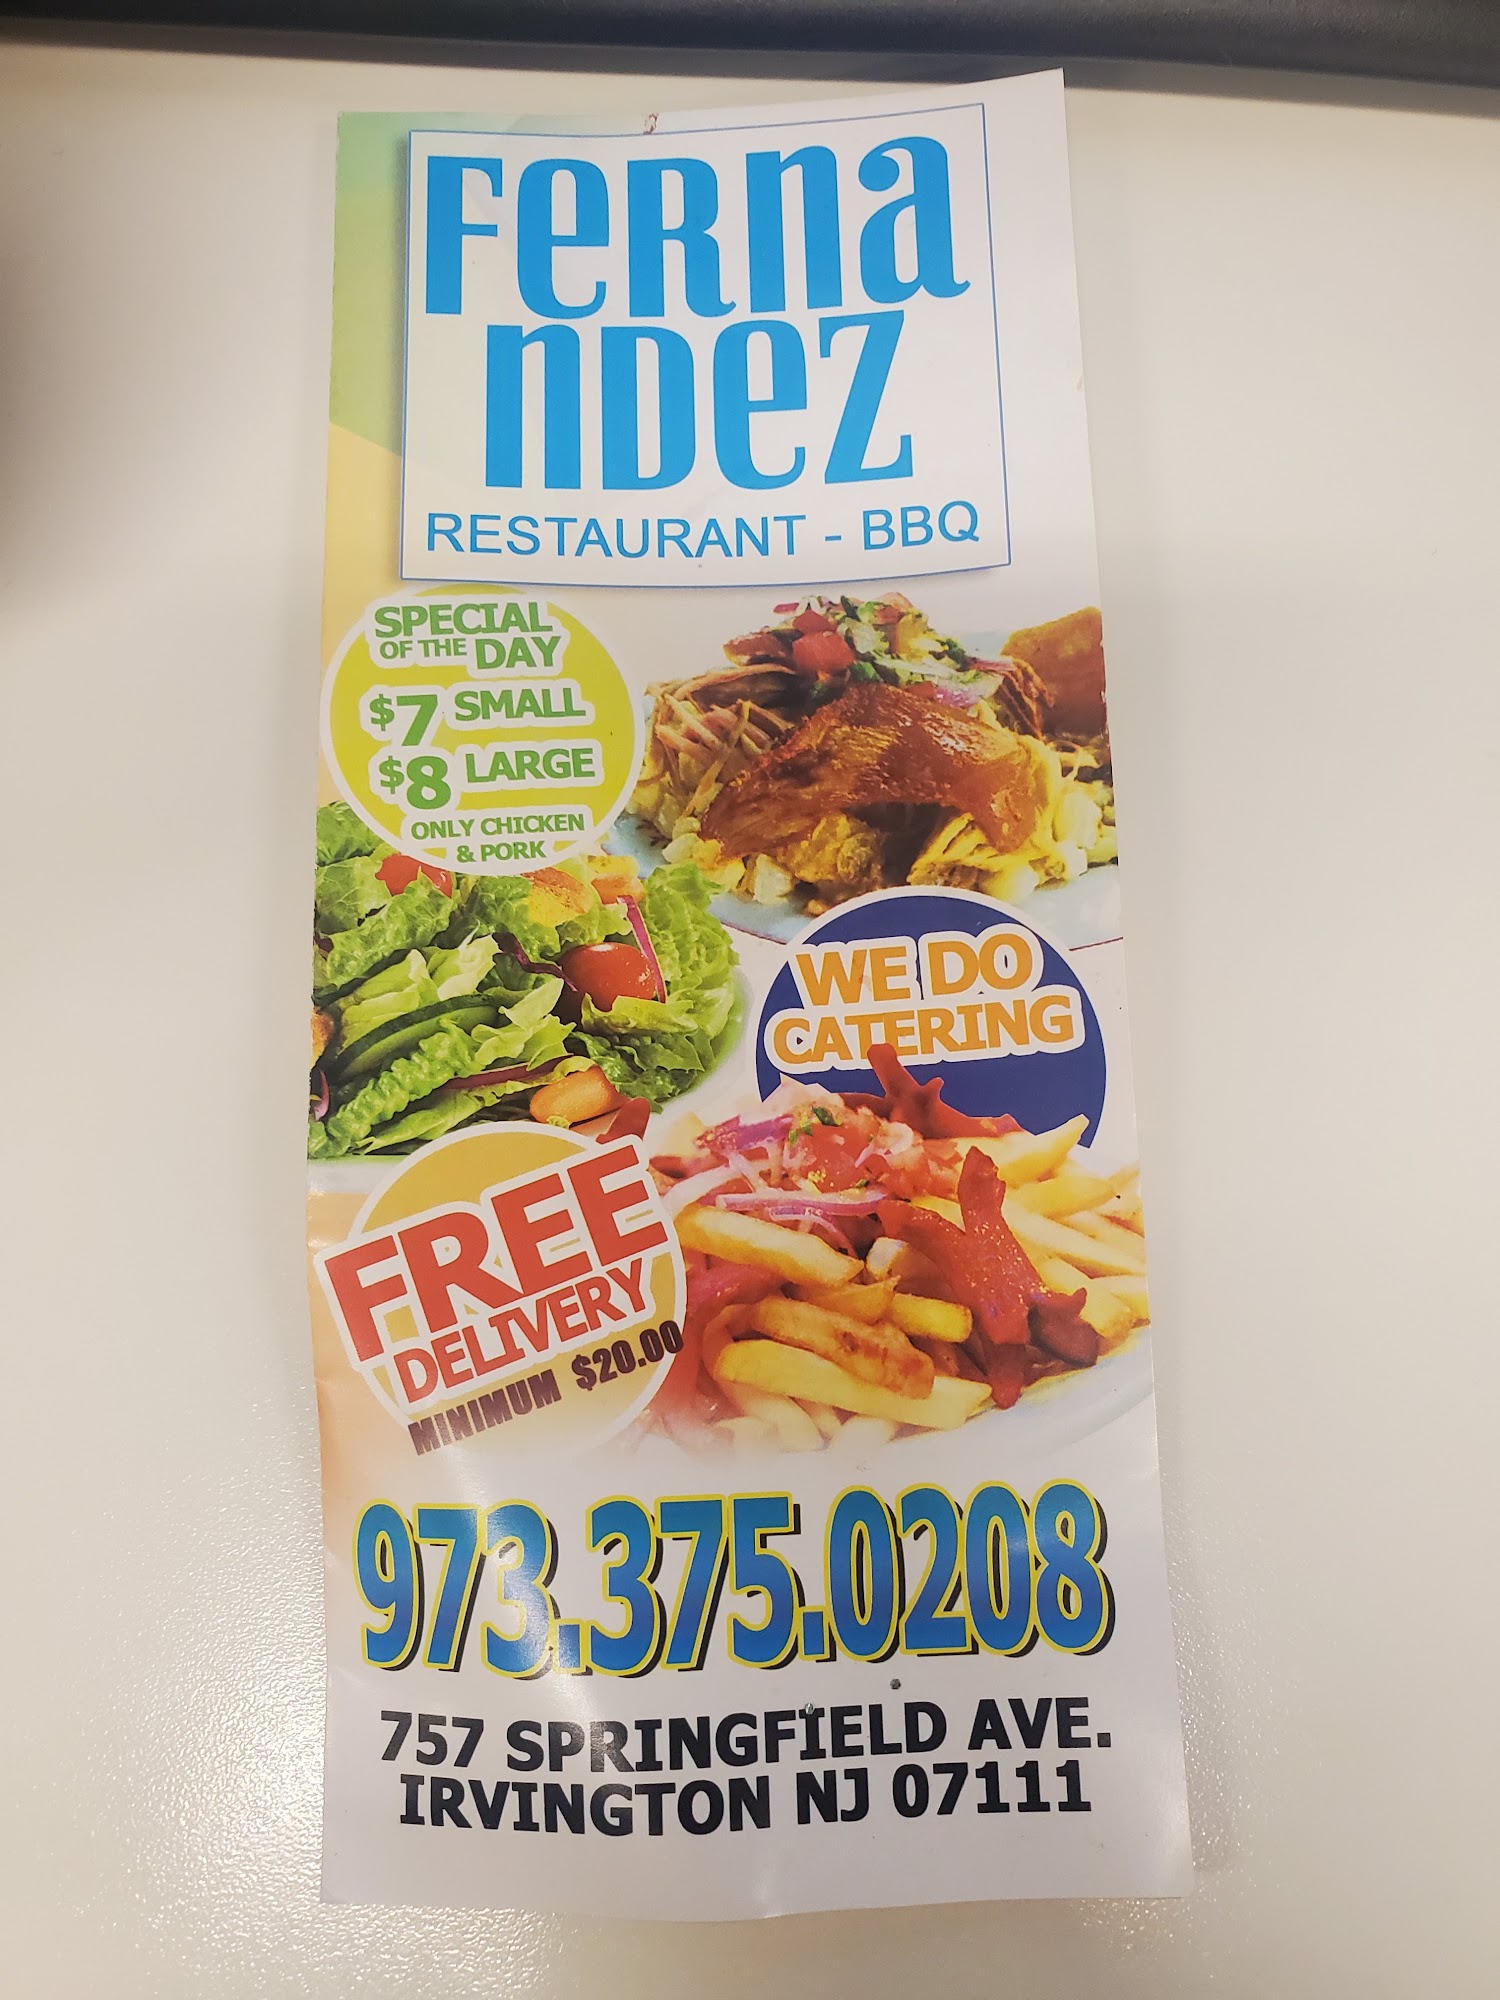 Ferna
ndez
RESTAURANT - BBQ
SPECIAL
OF THE DAY
$7 SMALL
$8 LARGE
ONLY CHICKEN
& PORK
WE DO
CATERING
FREE
DELIVERY
MINIMUM $20.00
973.375.0208
757 SPRINGFIELD AVE.
IRVINGTON NJ 07111